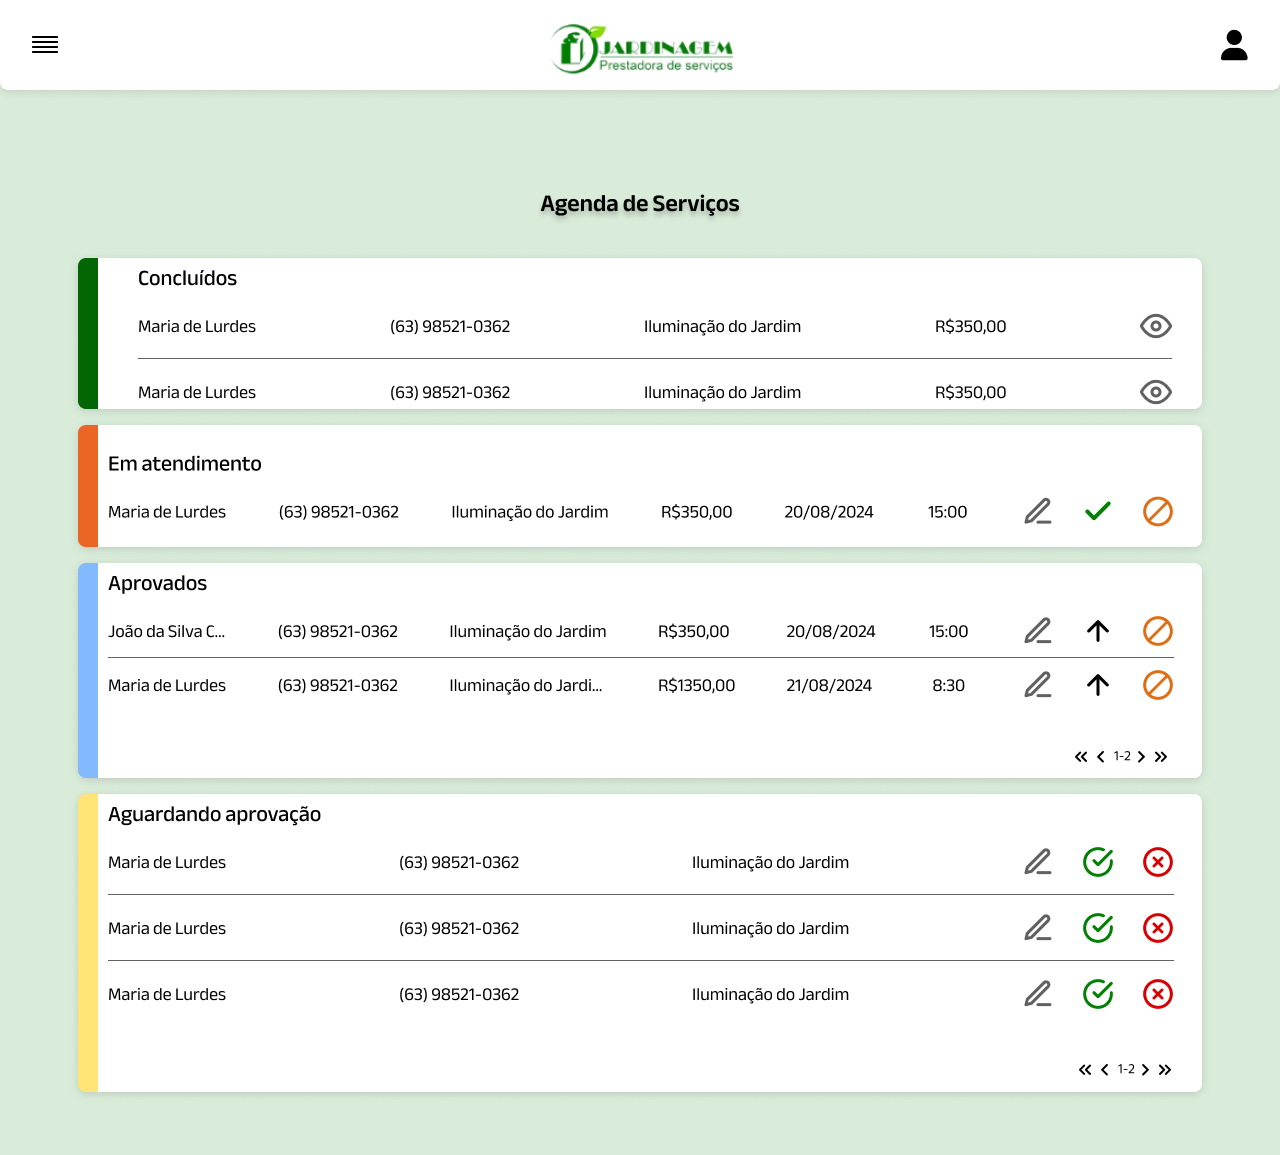 JARDINAGEM
Prestadora de serviços
Agenda de Serviços
Concluídos
Maria de Lurdes (63) 98521-0362 Iluminação do Jardim R$350,00
Maria de Lurdes (63) 98521-0362 Iluminação do Jardim R$350,00
Em atendimento
Maria de Lurdes (63) 98521-0362 Iluminação do Jardim R$350,00 20/08/2024 15:00
Aprovados
João da Silva C... (63) 98521-0362 Iluminação do Jardim R$350,00 20/08/2024 15:00
Maria de Lurdes (63) 98521-0362 Iluminação do Jardi... R$1350,00 21/08/2024 8:30
1-2
Aguardando aprovação
Maria de Lurdes (63) 98521-0362 Iluminação do Jardim
Maria de Lurdes (63) 98521-0362 Iluminação do Jardim
Maria de Lurdes (63) 98521-0362 Iluminação do Jardim
1-2